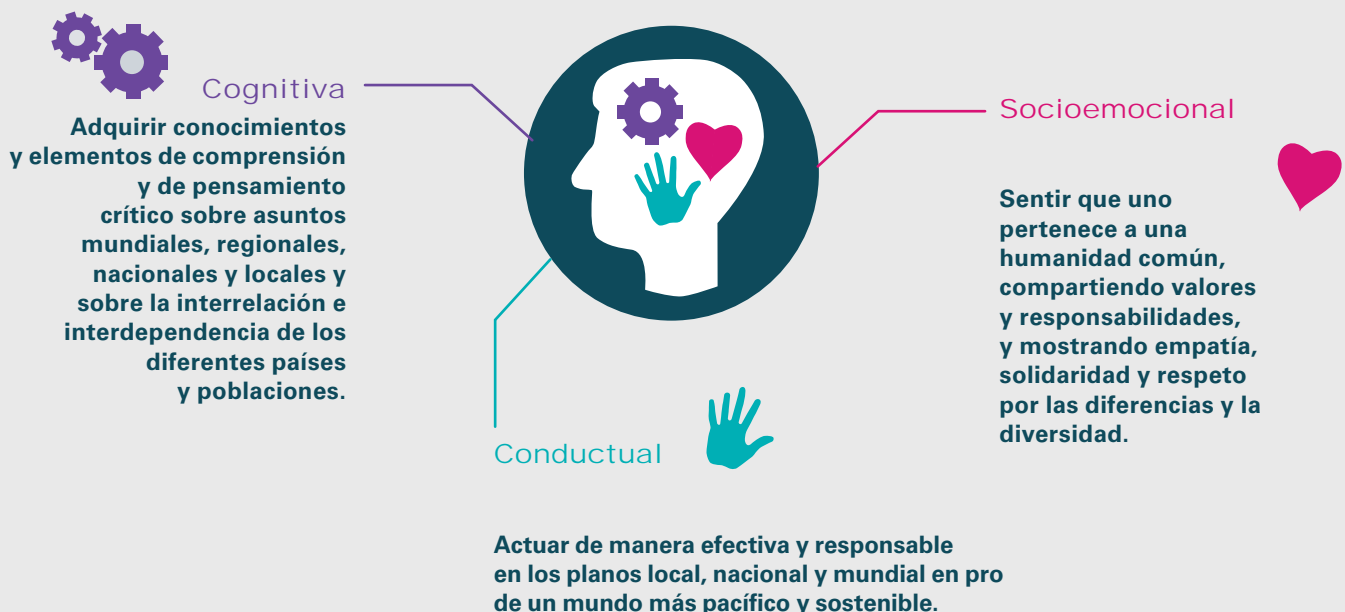 Cognitiva
Adquirir conocimientos
y elementos de comprensión
y de pensamiento
crítico sobre asuntos
mundiales, regionales,
nacionales y locales y
sobre la interrelación e
interdependencia de los
diferentes países
y poblaciones.
Socioemocional
Sentir que uno
pertenece a una
humanidad común,
compartiendo valores
y responsabilidades,
y mostrando empatía,
solidaridad y respeto
por las diferencias y la
diversidad.
Conductual
Actuar de manera efectiva y responsable
en los planos local, nacional y mundial en pro
de un mundo más pacífico y sostenible.